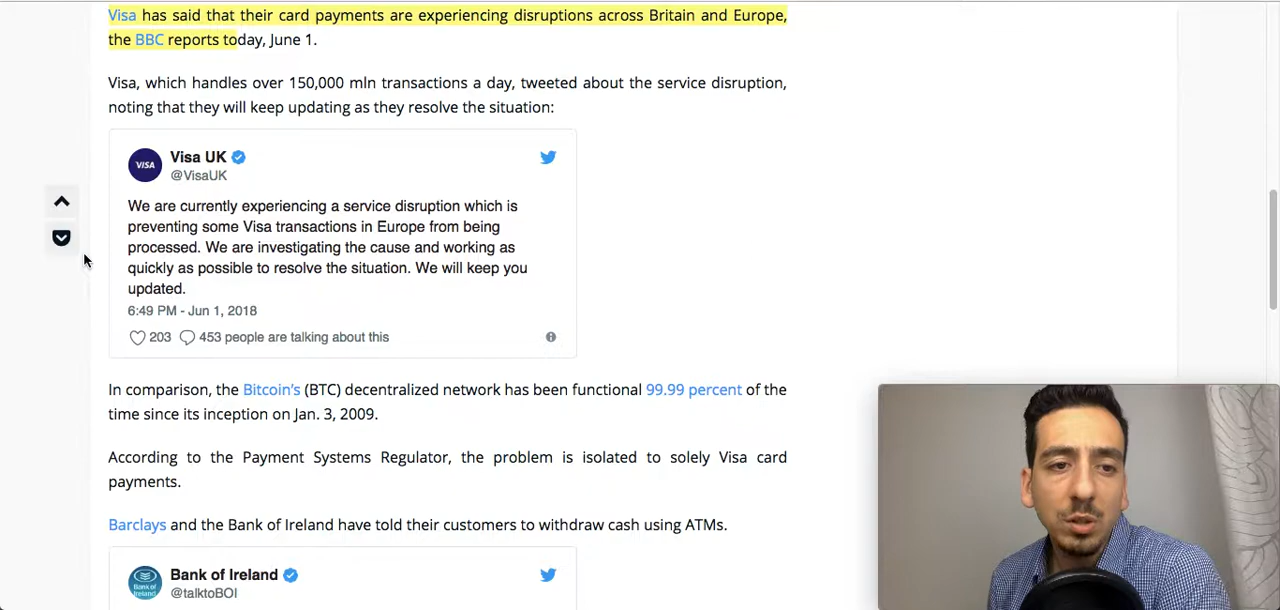 Visa has said that their card payments are experiencing disruptions across Britain and Europe,
the BBC reports today, June 1.
Visa, which handles over 150,000 mln transactions a day, tweeted about the service disruption,
noting that they will keep updating as they resolve the situation:
VISA
Visa UK
@VisaUK
We are currently experiencing a service disruption which is
preventing some Visa transactions in Europe from being
processed. We are investigating the cause and working as
quickly as possible to resolve the situation. We will keep you
updated.
6:49 PM - Jun 1, 2018
203 453 people are talking about this
In comparison, the Bitcoin's (BTC) decentralized network has been functional 99.99 percent of the
time since its inception on Jan. 3, 2009.
According to the Payment Systems Regulator, the problem is isolated to solely Visa card
payments.
Barclays and the Bank of Ireland have told their customers to withdraw cash using ATMs.
Bank of Ireland
Bank of Ireland
@talktoBOI